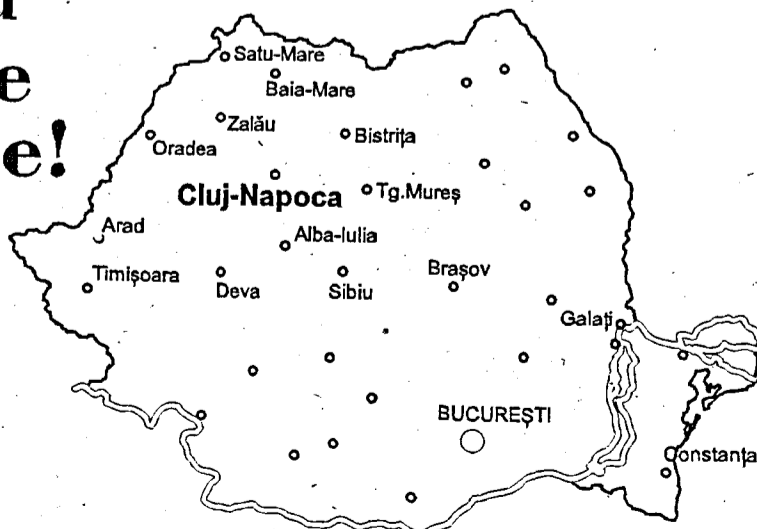 e
e!
Satu-Mare
Baia-Mare
Zalău
Oradea
Bistrița
Cluj-Napoca
Tg.Mureș
Arad
Alba-Iulia
Timișoara
Deva
Sibiu
Brașov
Galați
BUCUREȘTI
Constanța